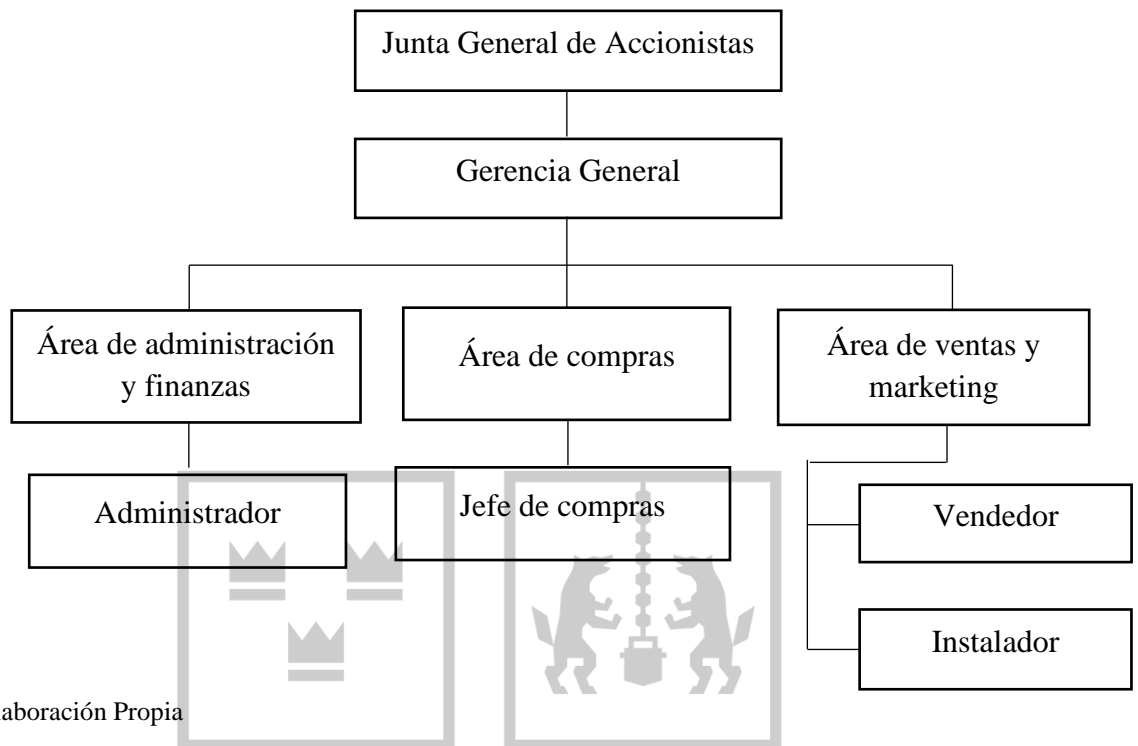 Junta General de Accionistas
Gerencia General
Área de administración
y finanzas
Área de compras
Área de ventas y
marketing
Administrador
Jefe de compras
Vendedor
Instalador
laboración Propia